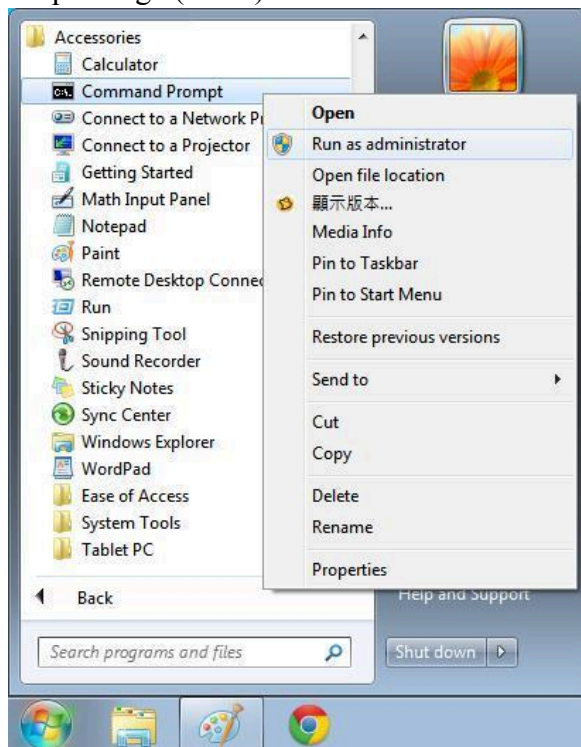 Accessories
Calculator
Command Prompt
Connect to a Network P
Connect to a Projector
Getting Started
Math Input Panel
Notepad
Paint
Remote Desktop Connec
Run
Snipping Tool
Sound Recorder
Sticky Notes
Sync Center
Windows Explorer
WordPad
Ease of Access
System Tools
Tablet PC
Back
Search programs and files
Open
Run as administrator
Open file location
顯示版本...
Media Info
Pin to Taskbar
Pin to Start Menu
Restore previous versions
Send to
Cut
Copy
Delete
Rename
Properties
Help and Support
Shut down